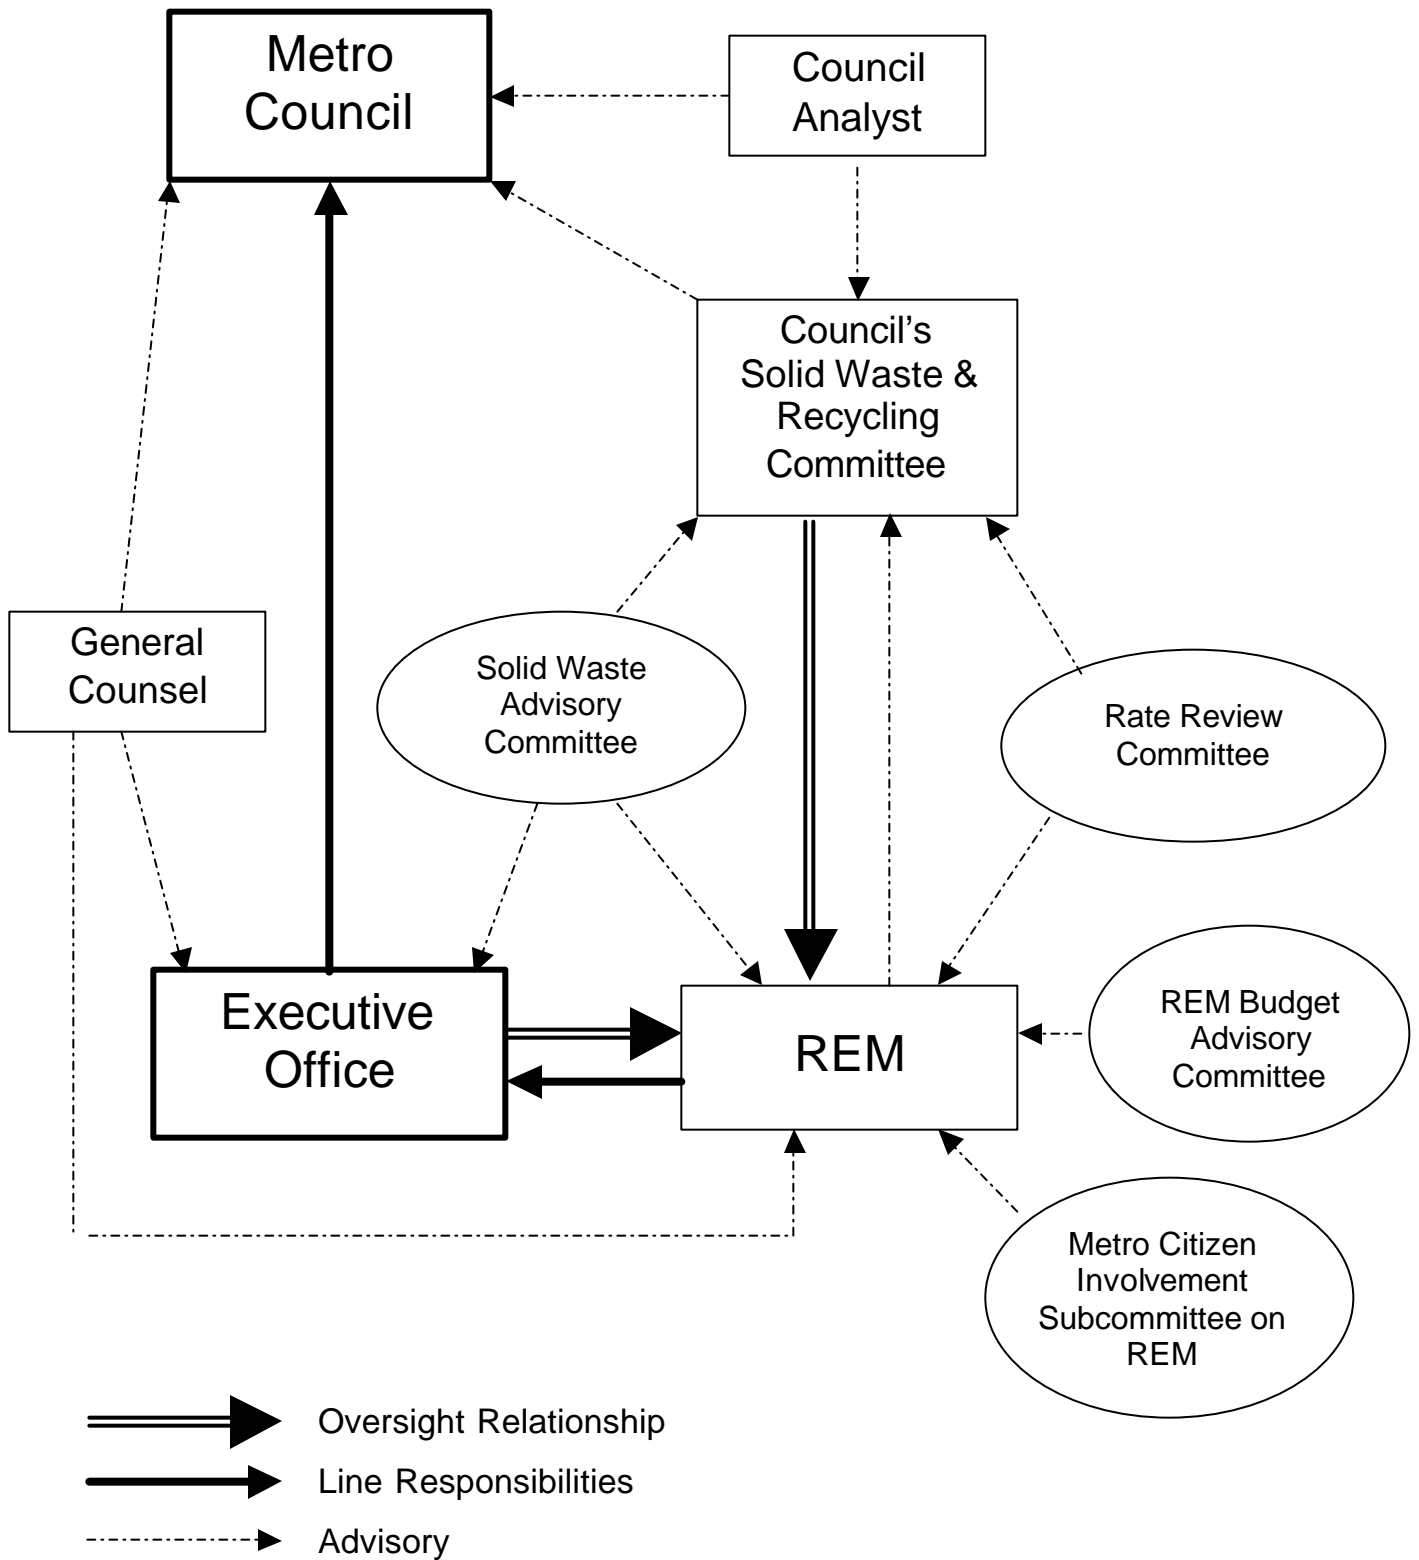 Metro
Council
Council
Analyst
Council’s
Solid Waste &
Recycling
Committee
General
Counsel
Solid Waste
Advisory
Committee
Rate Review
Committee
Executive
Office
REM
REM Budget
Advisory
Committee
Metro Citizen
Involvement
Subcommittee on
REM
Oversight Relationship
Line Responsibilities
Advisory